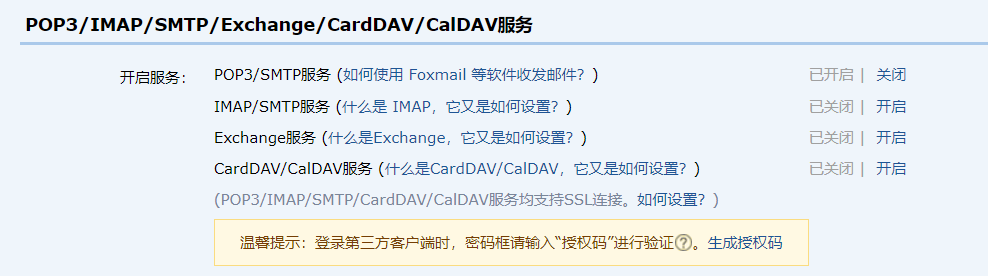 POP3/IMAP/SMTP/Exchange/CardDAV/CalDAV服务
开启服务： POP3/SMTP服务 (如何使用 Foxmail 等软件收发邮件？) 已开启 | 关闭
IMAP/SMTP服务 (什么是 IMAP，它又是如何设置？) 已关闭 | 开启
Exchange服务 (什么是Exchange，它又是如何设置？) 已关闭 | 开启
CardDAV/CalDAV服务 (什么是CardDAV/CalDAV，它又是如何设置？) 已关闭 | 开启
(POP3/IMAP/SMTP/CardDAV/CalDAV服务均支持SSL连接。如何设置？)
温馨提示：登录第三方客户端时，密码框请输入“授权码”进行验证?。生成授权码